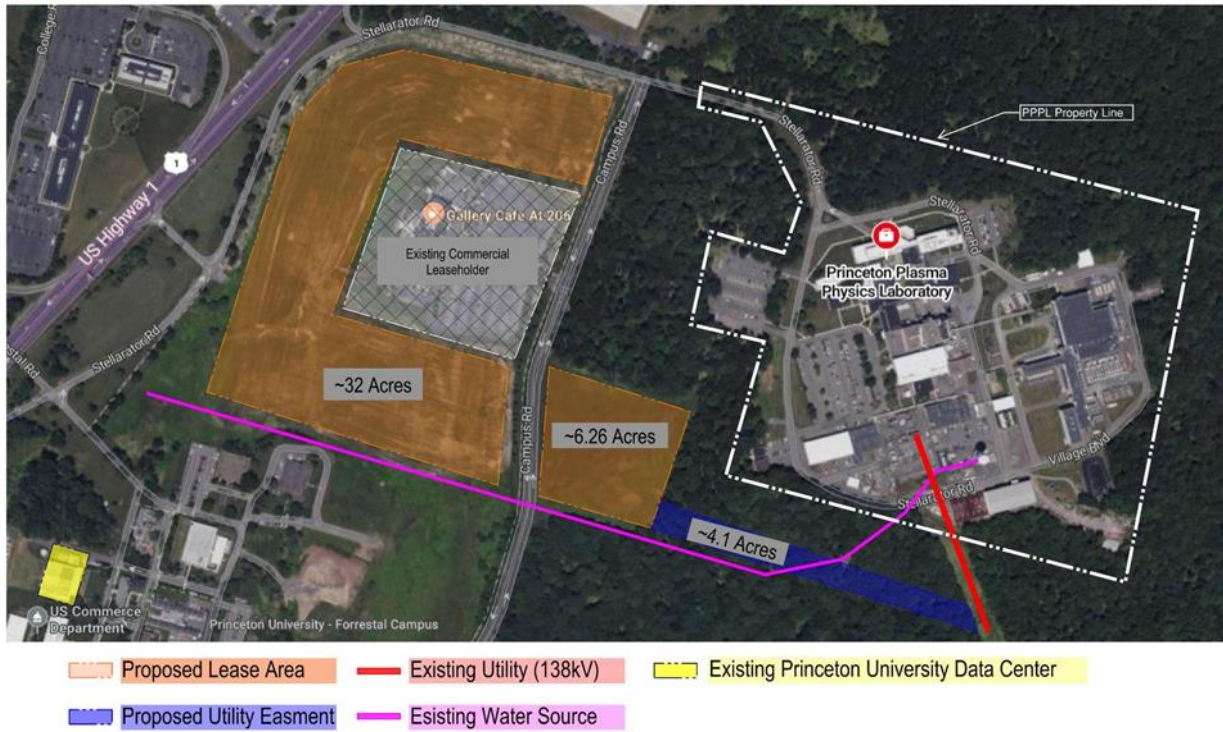 College R
Stellarator Rd
PPPL Property Line
Stellarator Rd
1
Campus Rd
Gallery Cafe At 206
Stellarator Rd
US Highway 1
Existing Commercial
Leaseholder
Princeton Plasma
Physics Laboratory
Stellarator Rd
restal Rd
~32 Acres
Campus Rd
~6.26 Acres
Village Blvd
Stellarator Rd
~4.1 Acres
US Commerce
Department
Princeton University - Forrestal Campus
Proposed Lease Area
Existing Utility (138kV)
Existing Princeton University Data Center
Proposed Utility Easment
Esisting Water Source